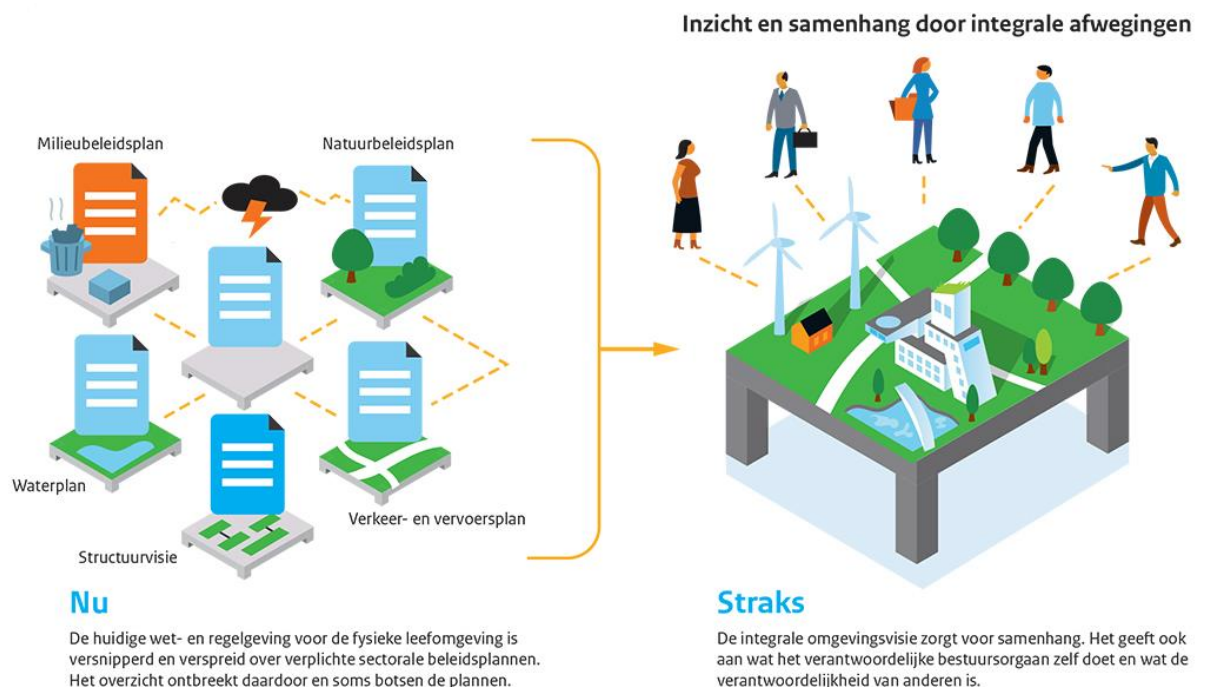 Inzicht en samenhang door integrale afwegingen
Milieubeleidsplan
Natuurbeleidsplan
Waterplan
Verkeer- en vervoersplan
Structuurvisie
Nu
De huidige wet- en regelgeving voor de fysieke leefomgeving is
versnipperd en verspreid over verplichte sectorale beleidsplannen.
Het overzicht ontbreekt daardoor en soms botsen de plannen.
Straks
De integrale omgevingsvisie zorgt voor samenhang. Het geeft ook
aan wat het verantwoordelijke bestuursorgaan zelf doet en wat de
verantwoordelijkheid van anderen is.